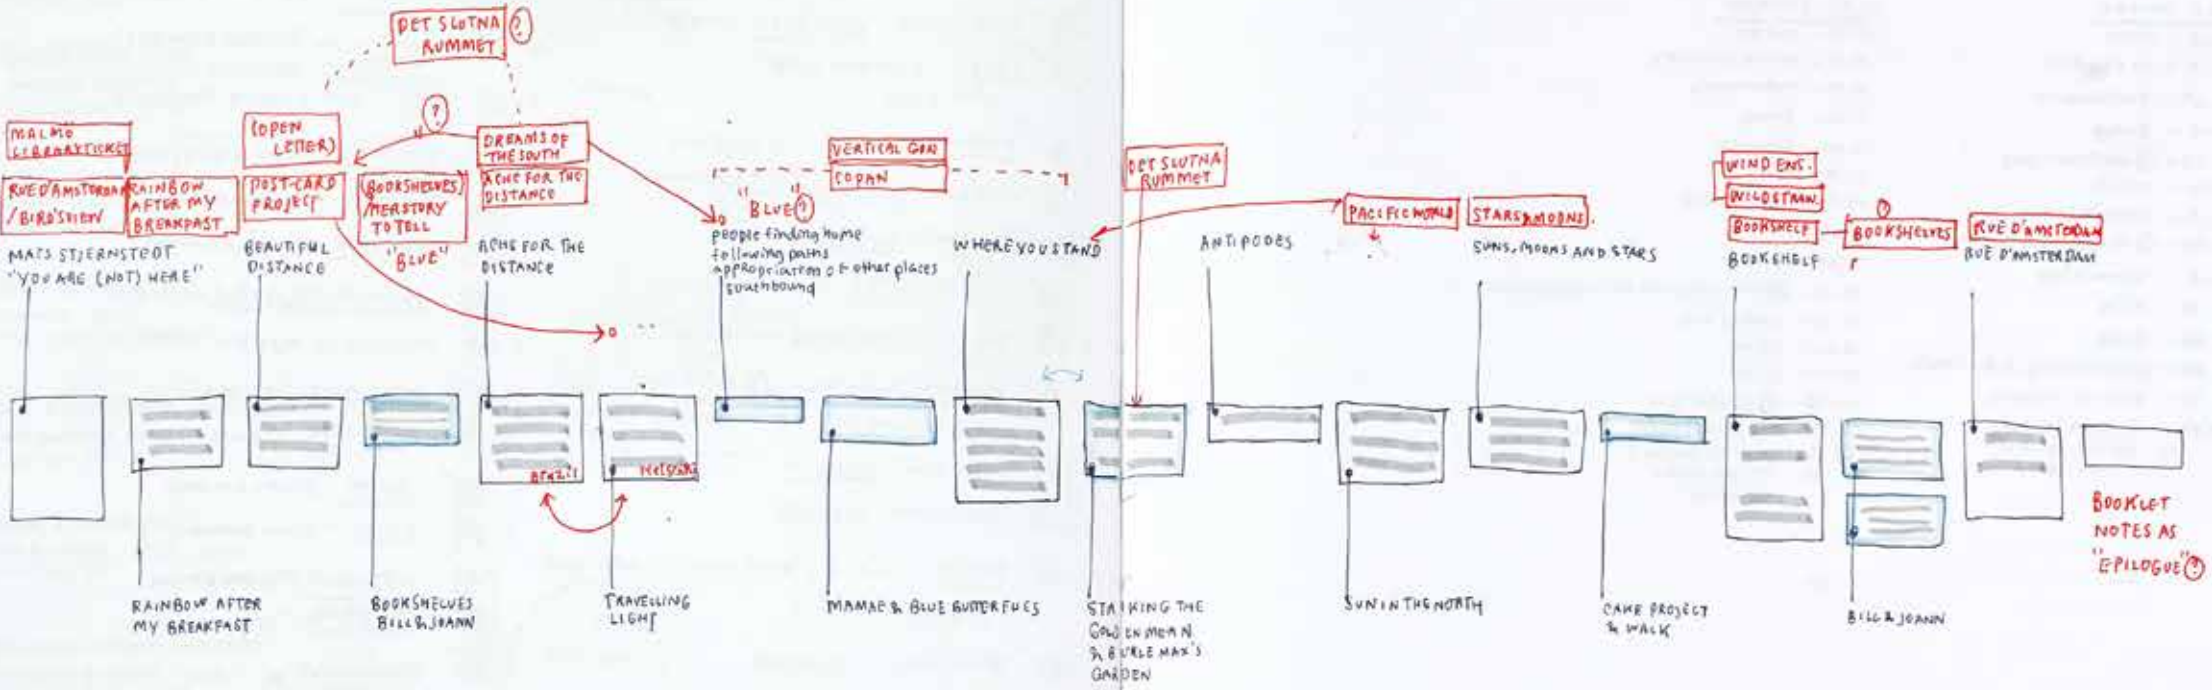 DET SLUTNA
RUMMET
?
MALMÖ
LIBRARY TICKET
RUE D'AMSTERDAM
/BIRD'S VIEW
RAINBOW
AFTER MY
BREAKFAST
MATS STJERNSTEDT
"YOU ARE (NOT) HERE"
(OPEN
LETTER)
POST-CARD
PROJECT
BEAUTIFUL
DISTANCE
?
(BOOKSHELVES)
TO TELL
"BLUE"
DREAMS OF
THE SOUTH
ACHE FOR THE
DISTANCE
ACHE FOR THE
DISTANCE
"BLUE" ?
people finding home
following paths
appropriation of other places
southbound
VERTICAL
COPAN
WHERE YOU STAND
DET SLUTNA
RUMMET
ANTIPODES
PACIFIC WORLD
STARS & MOONS.
SUNS, MOONS AND STARS
WIND ENS.
BOOKSHELF
BOOKSHELF
?
BOOKSHELVES
RUE D'AMSTERDAM
RUE D'AMSTERDAM
Brazil
Helsinki
RAINBOW AFTER
MY BREAKFAST
BOOKSHELVES
BILL & JOANN
TRAVELLING
LIGHT
MAMAE & BLUE BUTTERFLIES
STALKING THE
GOLDEN MEAN
& BURLE MAX'S
GARDEN
SUN IN THE NORTH
CAKE PROJECT
& WALK
BILL & JOANN
BOOKLET
NOTES AS
"EPILOGUE" ?